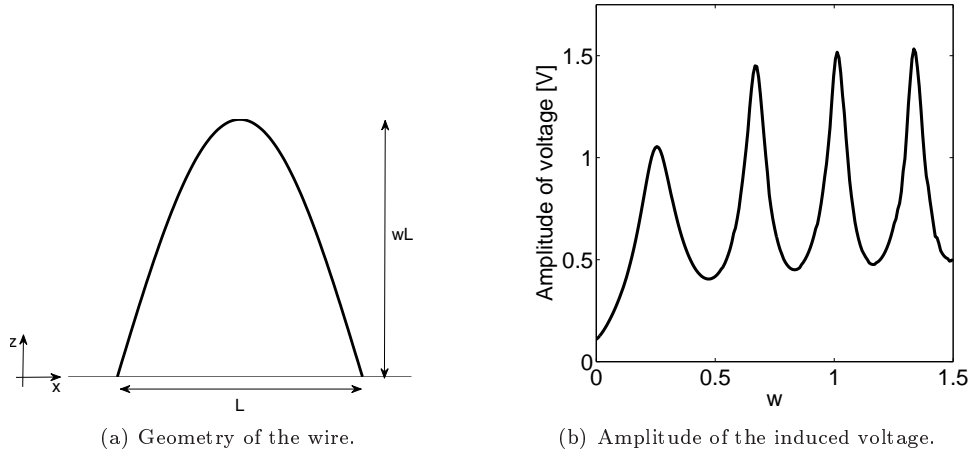 z
x
L
wL
(a) Geometry of the wire.
Amplitude of voltage [V]
1.5
1
0.5
0
0 0.5 1 1.5
w
(b) Amplitude of the induced voltage.